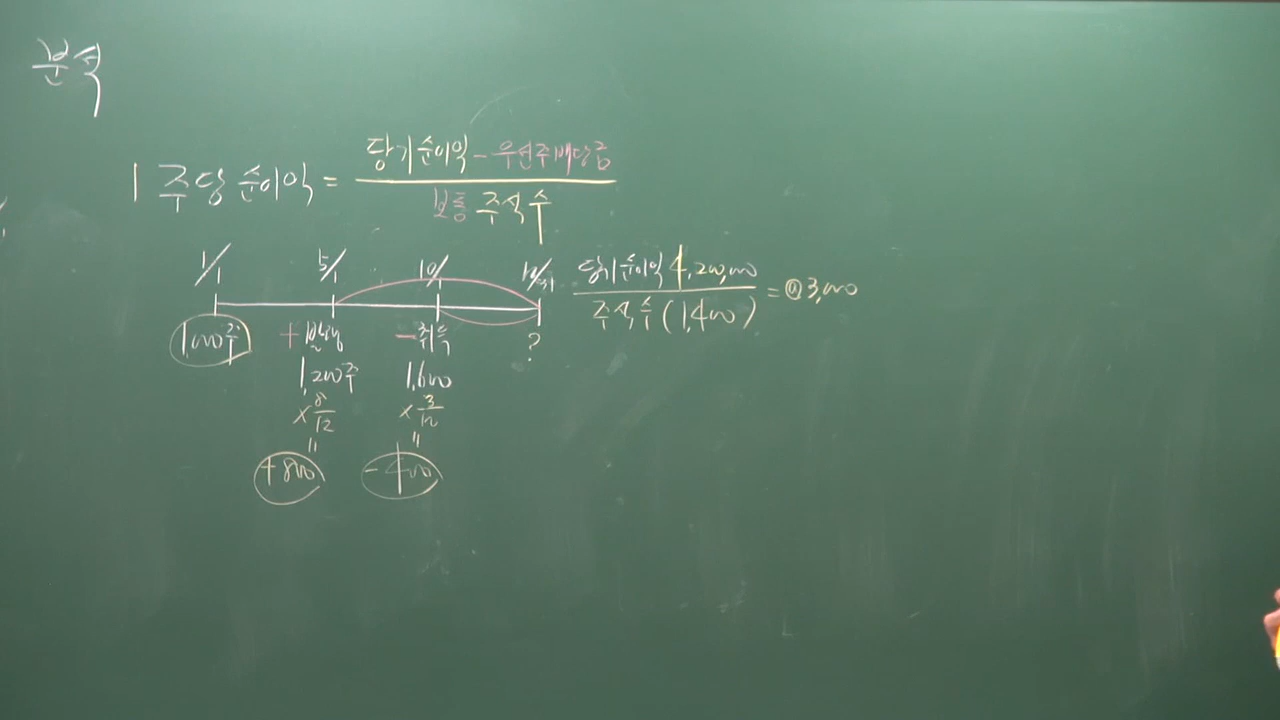 분석
1주당 순이익 = 당기순이익 - 우선주배당금 / 보통 주식수
1/1 5/1 10/1 12/31
1,000주 + 발행 - 취득 ?
1,200주 1,600
× 8/12 × 3/12
〃 〃
+800 -400
당기순이익 4,200,000 / 주식수 (1,400) = @3,000